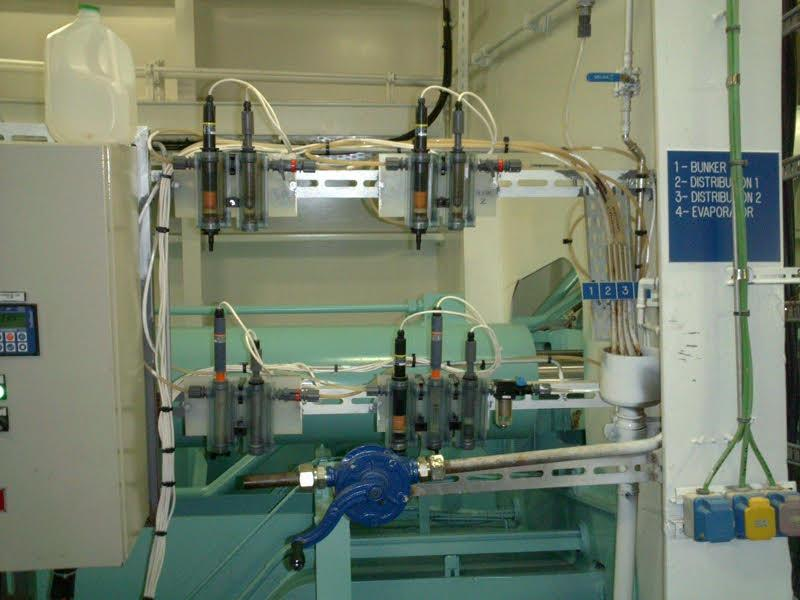 1- BUNKER
2- DISTRIBUTION 1
3- DISTRIBUTION 2
4- EVAPORATOR
1 2 3